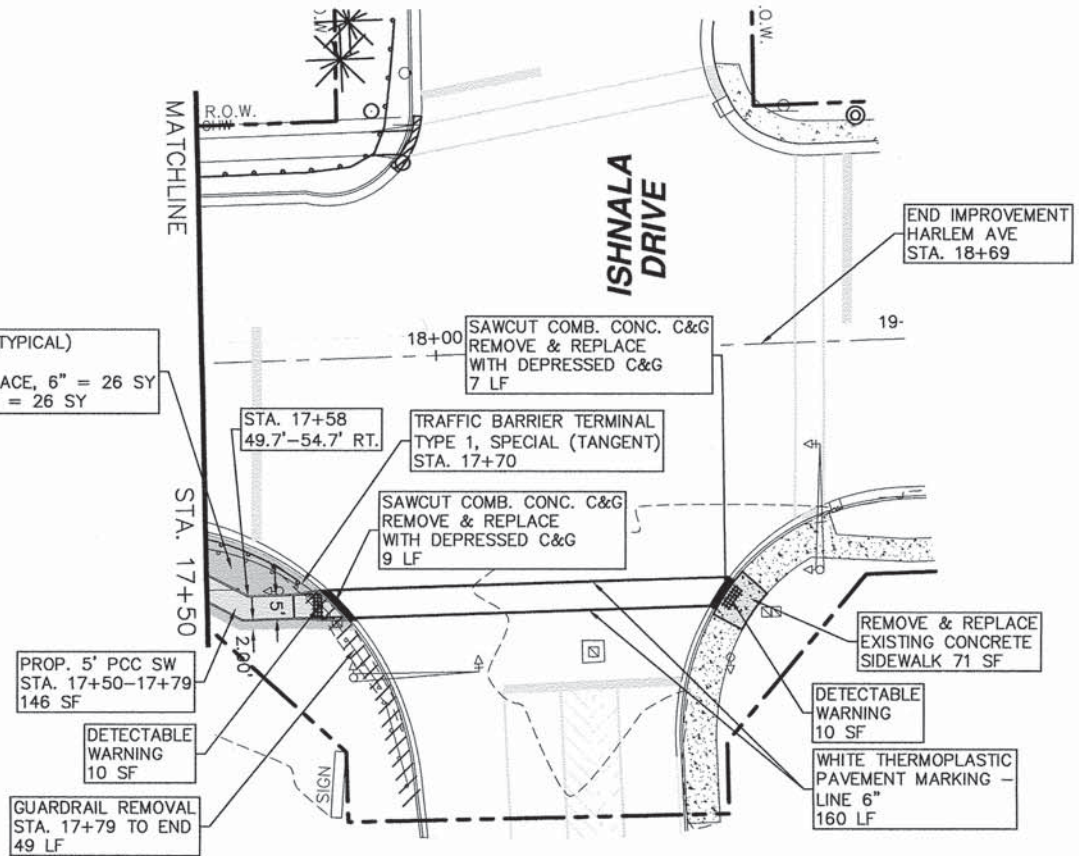 R.O.W.
R.O.W.
OHW
MATCHLINE
STA. 17+50
ISHNALA
DRIVE
END IMPROVEMENT
HARLEM AVE
STA. 18+69
18+00
19-
SAWCUT COMB. CONC. C&G
REMOVE & REPLACE
WITH DEPRESSED C&G
7 LF
TYPICAL)
ACE, 6" = 26 SY
= 26 SY
STA. 17+58
49.7'-54.7' RT.
TRAFFIC BARRIER TERMINAL
TYPE 1, SPECIAL (TANGENT)
STA. 17+70
SAWCUT COMB. CONC. C&G
REMOVE & REPLACE
WITH DEPRESSED C&G
9 LF
5'
2.00'
PROP. 5' PCC SW
STA. 17+50-17+79
146 SF
DETECTABLE
WARNING
10 SF
GUARDRAIL REMOVAL
STA. 17+79 TO END
49 LF
SIGN
REMOVE & REPLACE
EXISTING CONCRETE
SIDEWALK 71 SF
DETECTABLE
WARNING
10 SF
WHITE THERMOPLASTIC
PAVEMENT MARKING –
LINE 6"
160 LF